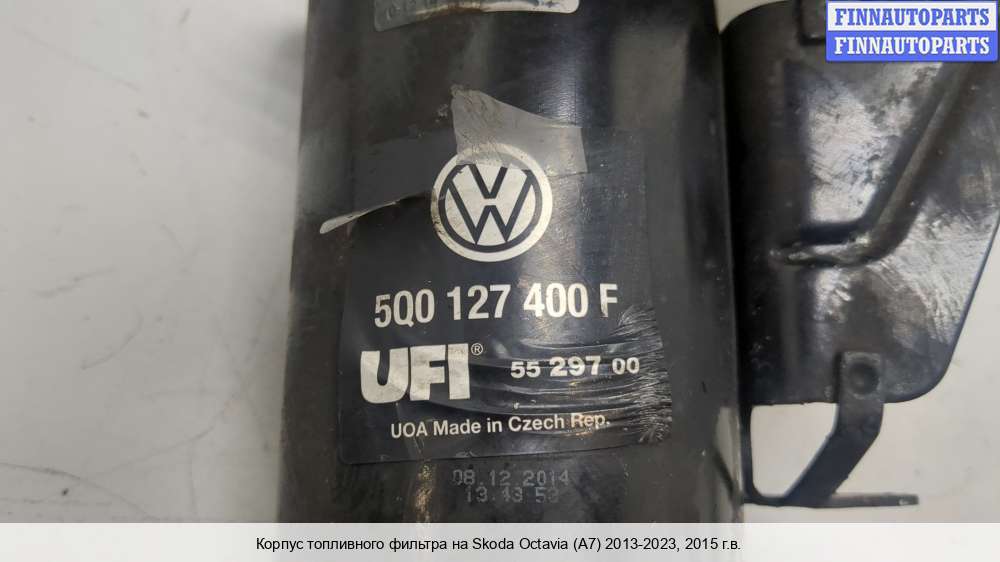 FINNAUTOPARTS
FINNAUTOPARTS
5Q0 127 400 F
UFI® 55 297 00
UOA Made in Czech Rep.
08.12.2014
13:43:53
Корпус топливного фильтра на Skoda Octavia (A7) 2013-2023, 2015 г.в.